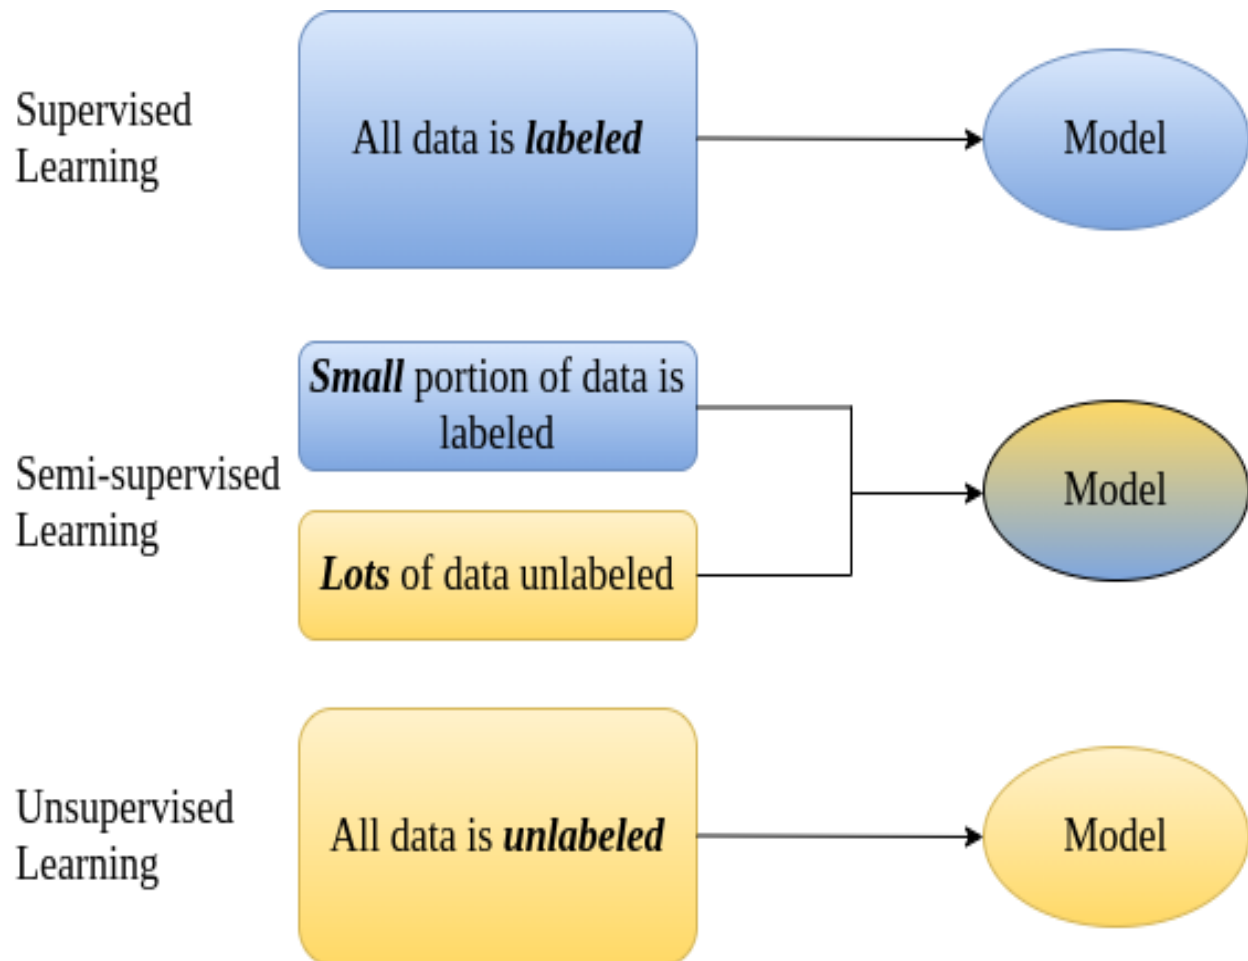 Supervised
Learning
All data is labeled
Model
Semi-supervised
Learning
Small portion of data is
labeled
Lots of data unlabeled
Model
Unsupervised
Learning
All data is unlabeled
Model